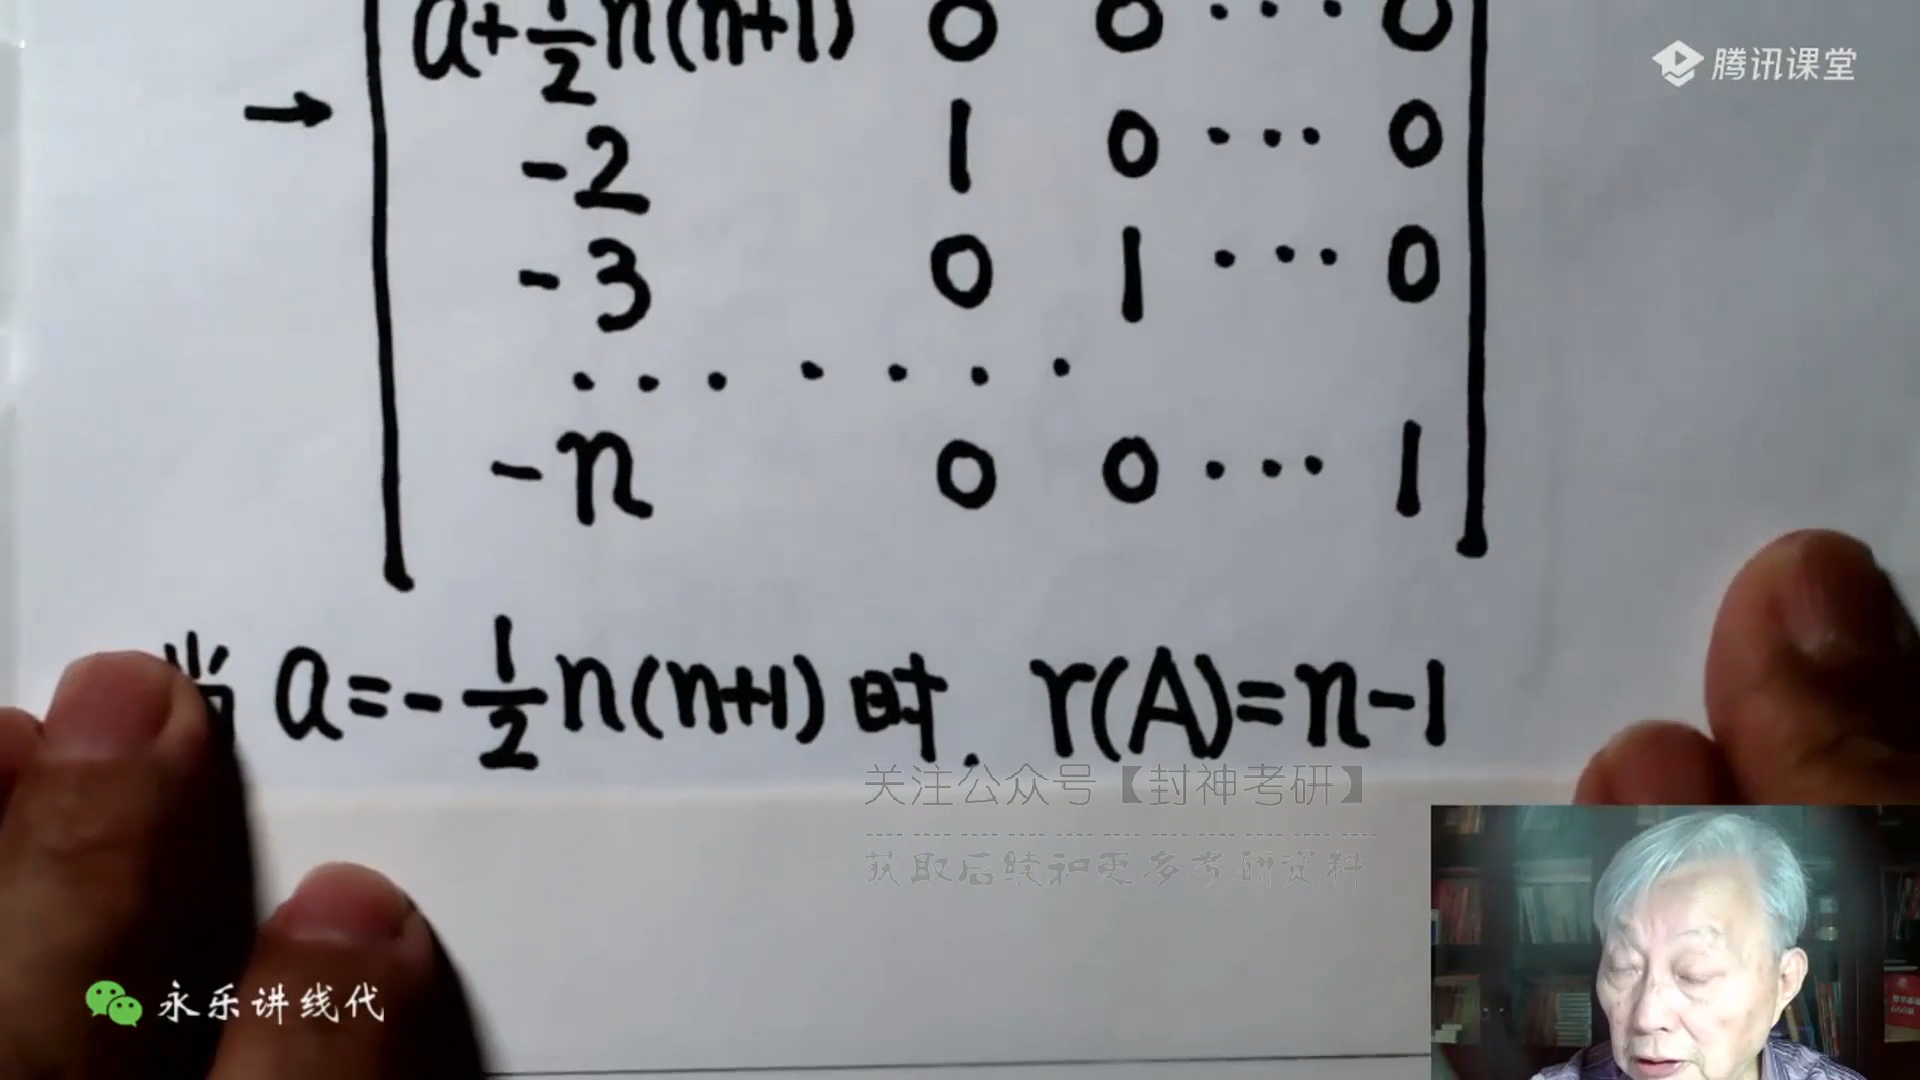 a+½n(n+1) 0 0 ··· 0
腾讯课堂
→
-2 1 0 ··· 0
-3 0 1 ··· 0
· · · · · · ·
-n 0 0 ··· 1
当 a=-½n(n+1)时. r(A)=n-1
关注公众号【封神考研】
获取后续和更多考研资料
永乐讲线代